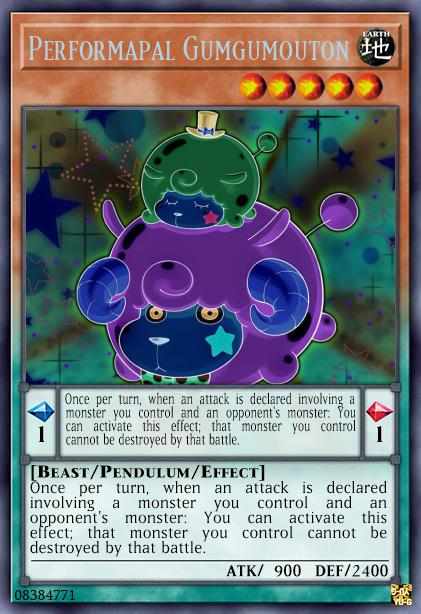 PERFORMAPAL GUMGUMOUTON
EARTH
地
Once per turn, when an attack is declared involving a
monster you control and an opponent's monster: You
can activate this effect; that monster you control
cannot be destroyed by that battle.
1
1
[BEAST/PENDULUM/EFFECT]
Once per turn, when an attack is declared
involving a monster you control and an
opponent's monster: You can activate this
effect; that monster you control cannot be
destroyed by that battle.
ATK/ 900 DEF/2400
08384771